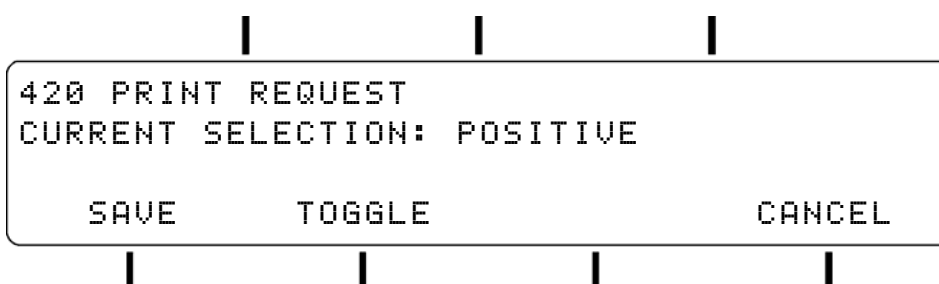 420 PRINT REQUEST
CURRENT SELECTION: POSITIVE
SAVE TOGGLE CANCEL